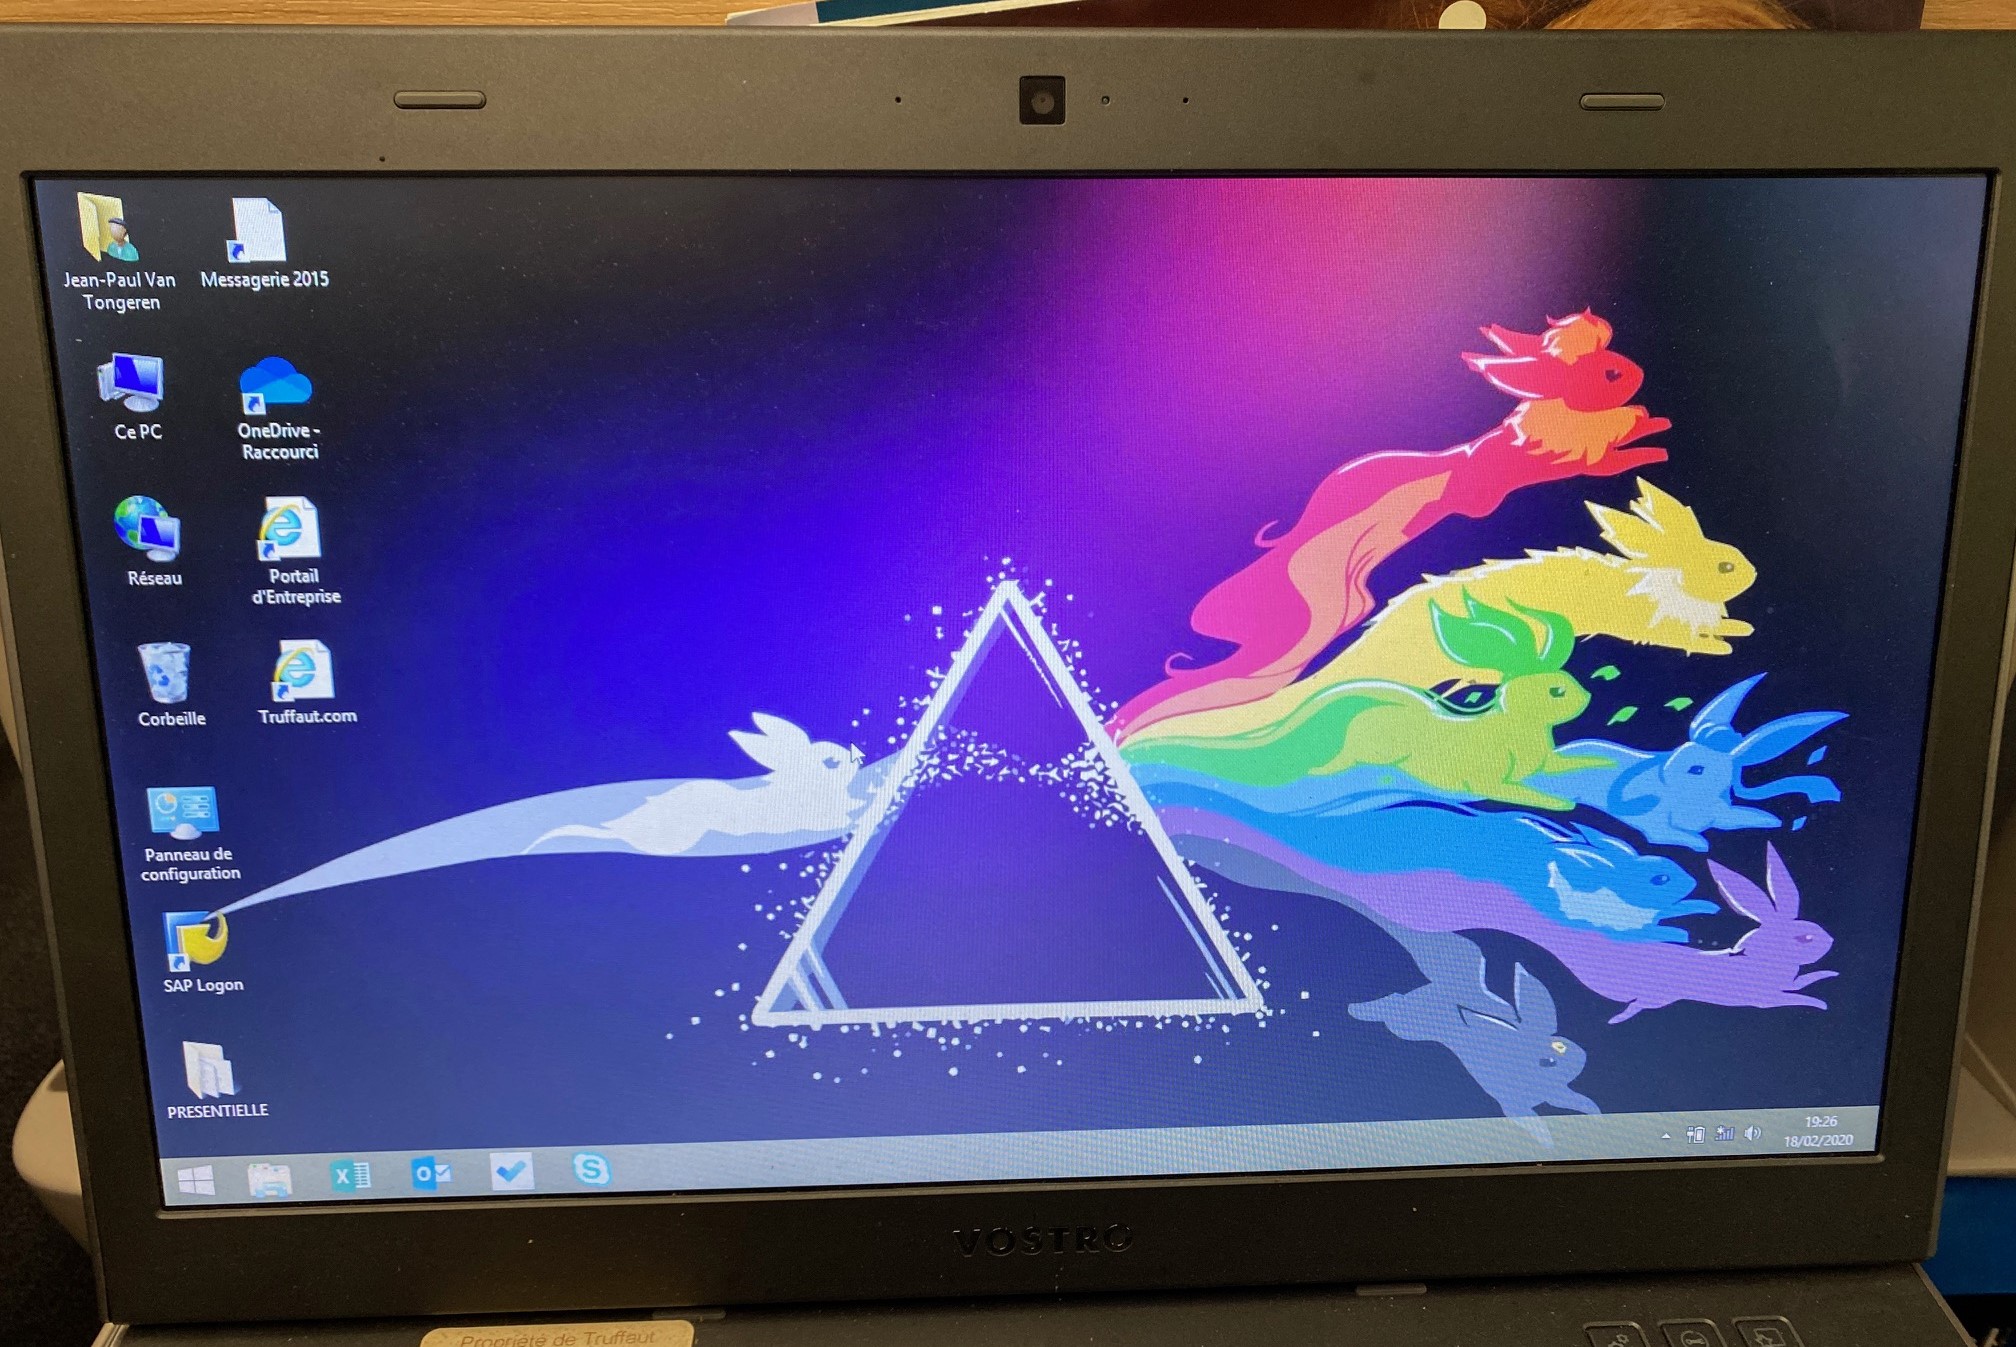 Jean-Paul Van
Tongeren
Messagerie 2015
Ce PC
OneDrive -
Raccourci
Réseau
Portail
d'Entreprise
Corbeille
Truffaut.com
Panneau de
configuration
SAP Logon
PRESENTIELLE
19:26
18/02/2020
VOSTRO
Propriété de Truffaut